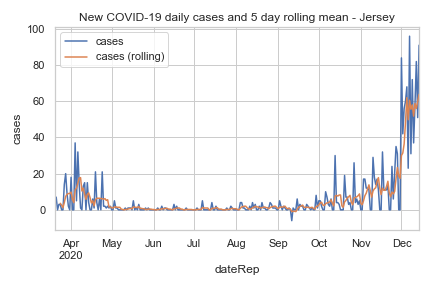 New COVID-19 daily cases and 5 day rolling mean - Jersey
cases
cases (rolling)
100
80
60
40
20
0
cases
Apr May Jun Jul Aug Sep Oct Nov Dec
2020
dateRep